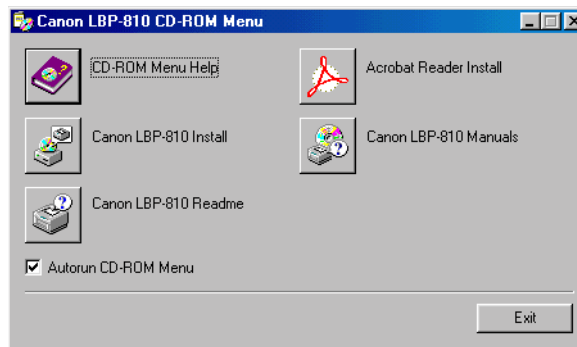 Canon LBP-810 CD-ROM Menu
CD-ROM Menu Help
Acrobat Reader Install
Canon LBP-810 Install
Canon LBP-810 Manuals
Canon LBP-810 Readme
Autorun CD-ROM Menu
Exit